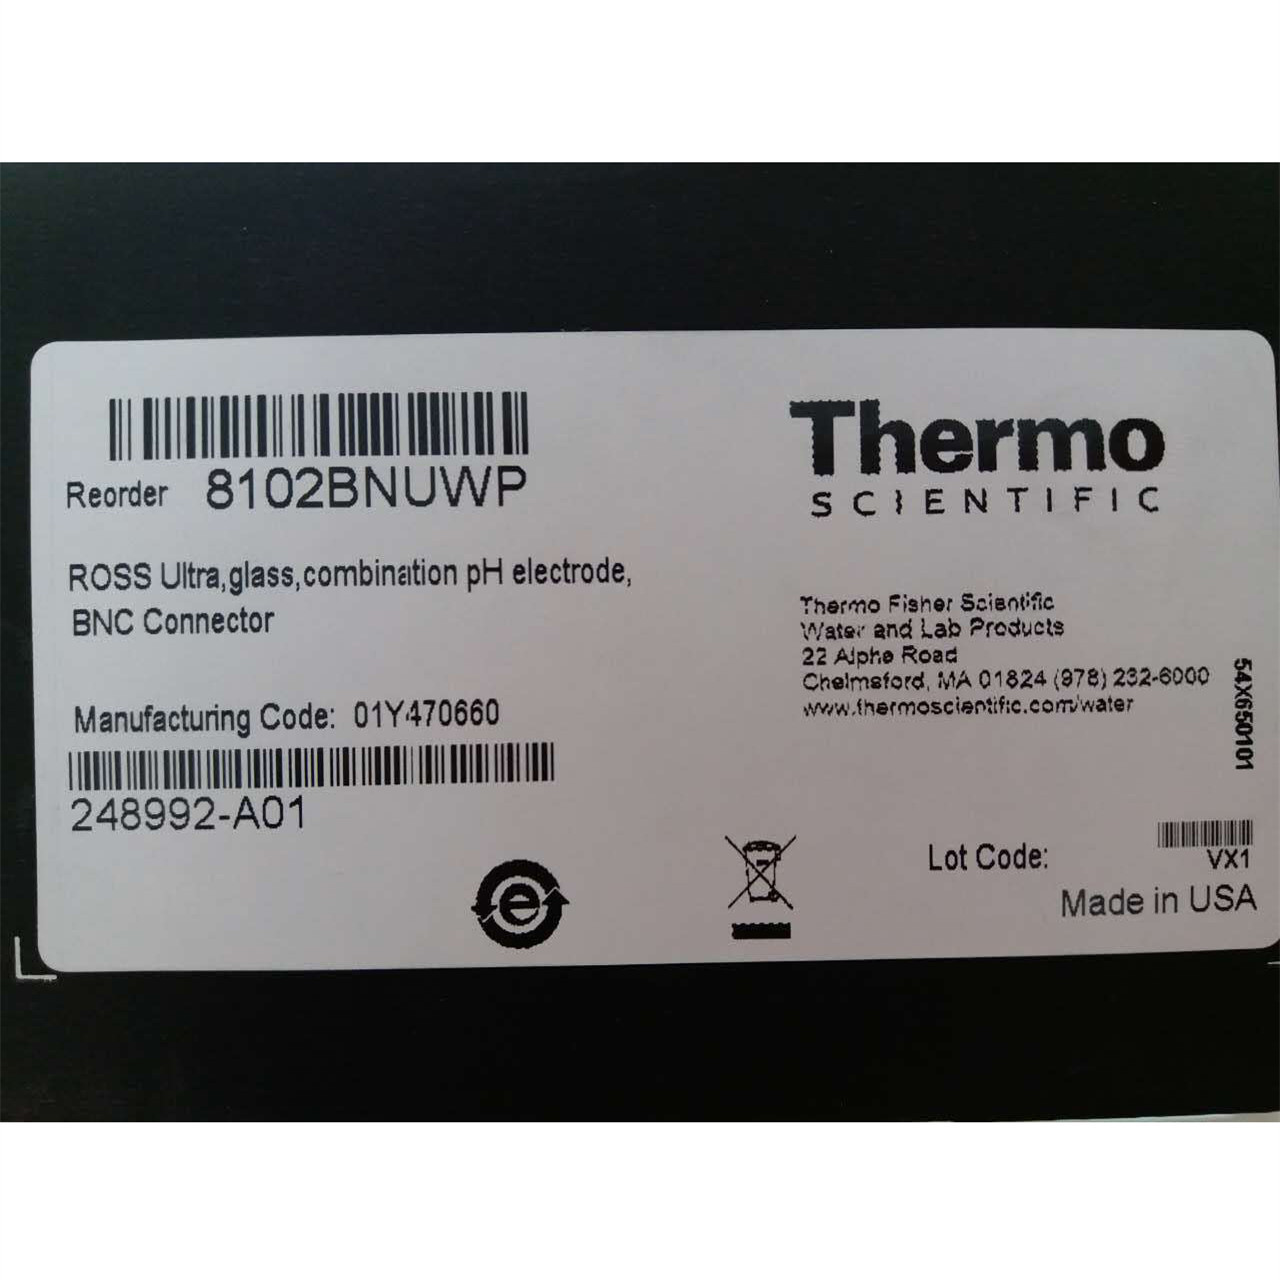 Reorder 8102BNUWP
ROSS Ultra,glass,combination pH electrode,
BNC Connector
Manufacturing Code: 01Y470660
248992-A01
Thermo
SCIENTIFIC
Thermo Fisher Scientific
Water and Lab Products
22 Alpha Road
Chelmsford, MA 01824 (978) 232-6000
www.thermoscientific.com/water
54X650101
Lot Code:
VX1
Made in USA
e